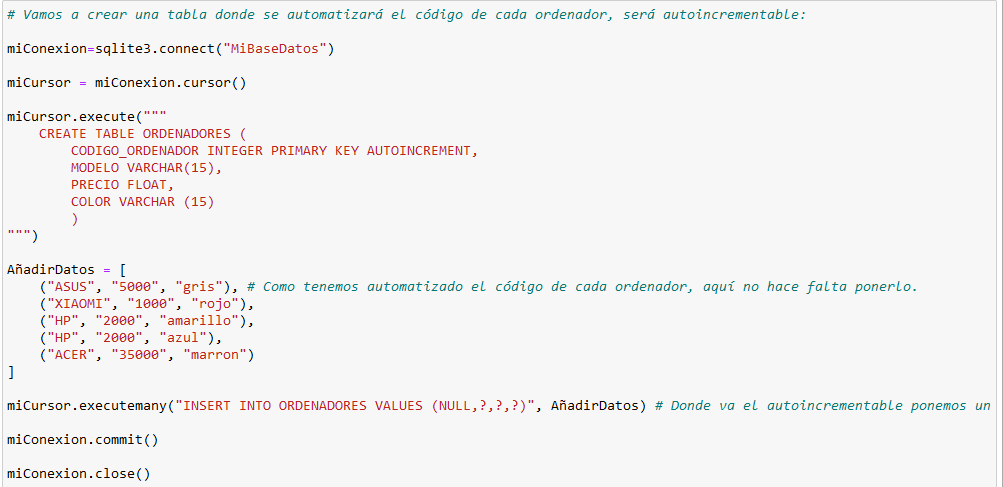 # Vamos a crear una tabla donde se automatizará el código de cada ordenador, será autoincrementable:
miConexion=sqlite3.connect("MiBaseDatos")
miCursor = miConexion.cursor()
miCursor.execute("""
CREATE TABLE ORDENADORES (
CODIGO_ORDENADOR INTEGER PRIMARY KEY AUTOINCREMENT,
MODELO VARCHAR(15),
PRECIO FLOAT,
COLOR VARCHAR (15)
)
""")
AñadirDatos = [
("ASUS", "5000", "gris"), # Como tenemos automatizado el código de cada ordenador, aquí no hace falta ponerlo.
("XIAOMI", "1000", "rojo"),
("HP", "2000", "amarillo"),
("HP", "2000", "azul"),
("ACER", "35000", "marron")
]
miCursor.executemany("INSERT INTO ORDENADORES VALUES (NULL,?,?,?)", AñadirDatos) # Donde va el autoincrementable ponemos un
miConexion.commit()
miConexion.close()